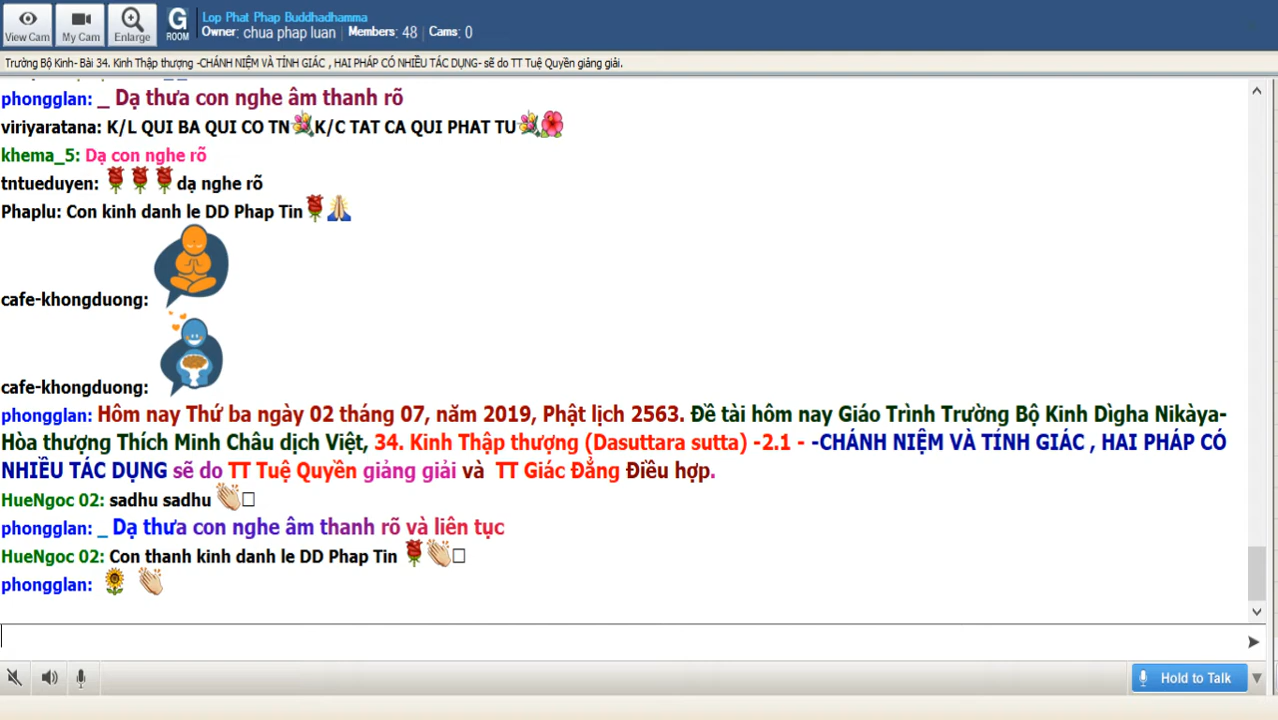 Lop Phat Phap Buddhadhamma
Owner: chua phap luan Members: 48 Cams: 0
View Cam My Cam Enlarge G ROOM
Trường Bộ Kinh- Bài 34. Kinh Thập thượng -CHÁNH NIỆM VÀ TỈNH GIÁC , HAI PHÁP CÓ NHIỀU TÁC DỤNG- sẽ do TT Tuệ Quyền giảng giải.
phongglan: _ Dạ thưa con nghe âm thanh rõ
viriyaratana: K/L QUI BA QUI CO TN K/C TAT CA QUI PHAT TU
khema_5: Dạ con nghe rõ
tntueduyen: dạ nghe rõ
Phaplu: Con kinh danh le DD Phap Tin
cafe-khongduong:
cafe-khongduong:
phongglan: Hôm nay Thứ ba ngày 02 tháng 07, năm 2019, Phật lịch 2563. Đề tài hôm nay Giáo Trình Trường Bộ Kinh Dìgha Nikàya-
Hòa thượng Thích Minh Châu dịch Việt, 34. Kinh Thập thượng (Dasuttara sutta) -2.1 - -CHÁNH NIỆM VÀ TỈNH GIÁC , HAI PHÁP CÓ
NHIỀU TÁC DỤNG sẽ do TT Tuệ Quyền giảng giải và TT Giác Đẳng Điều hợp.
HueNgoc 02: sadhu sadhu
phongglan: _ Dạ thưa con nghe âm thanh rõ và liên tục
HueNgoc 02: Con thanh kinh danh le DD Phap Tin
phongglan:
Hold to Talk